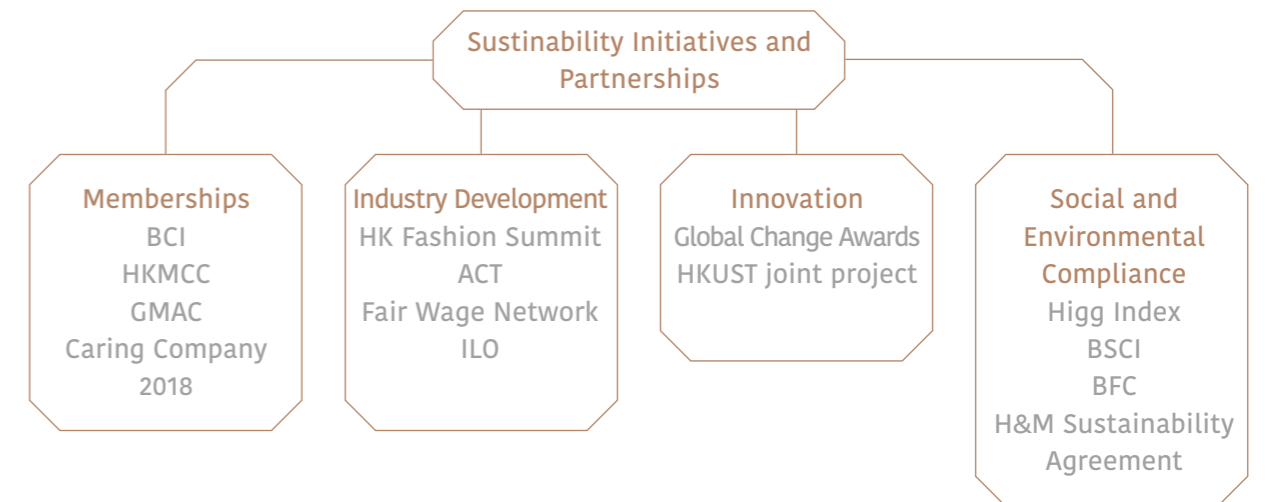 Sustinability Initiatives and
Partnerships
Memberships
BCI
HKMCC
GMAC
Caring Company
2018
Industry Development
HK Fashion Summit
ACT
Fair Wage Network
ILO
Innovation
Global Change Awards
HKUST joint project
Social and
Environmental
Compliance
Higg Index
BSCI
BFC
H&M Sustainability
Agreement